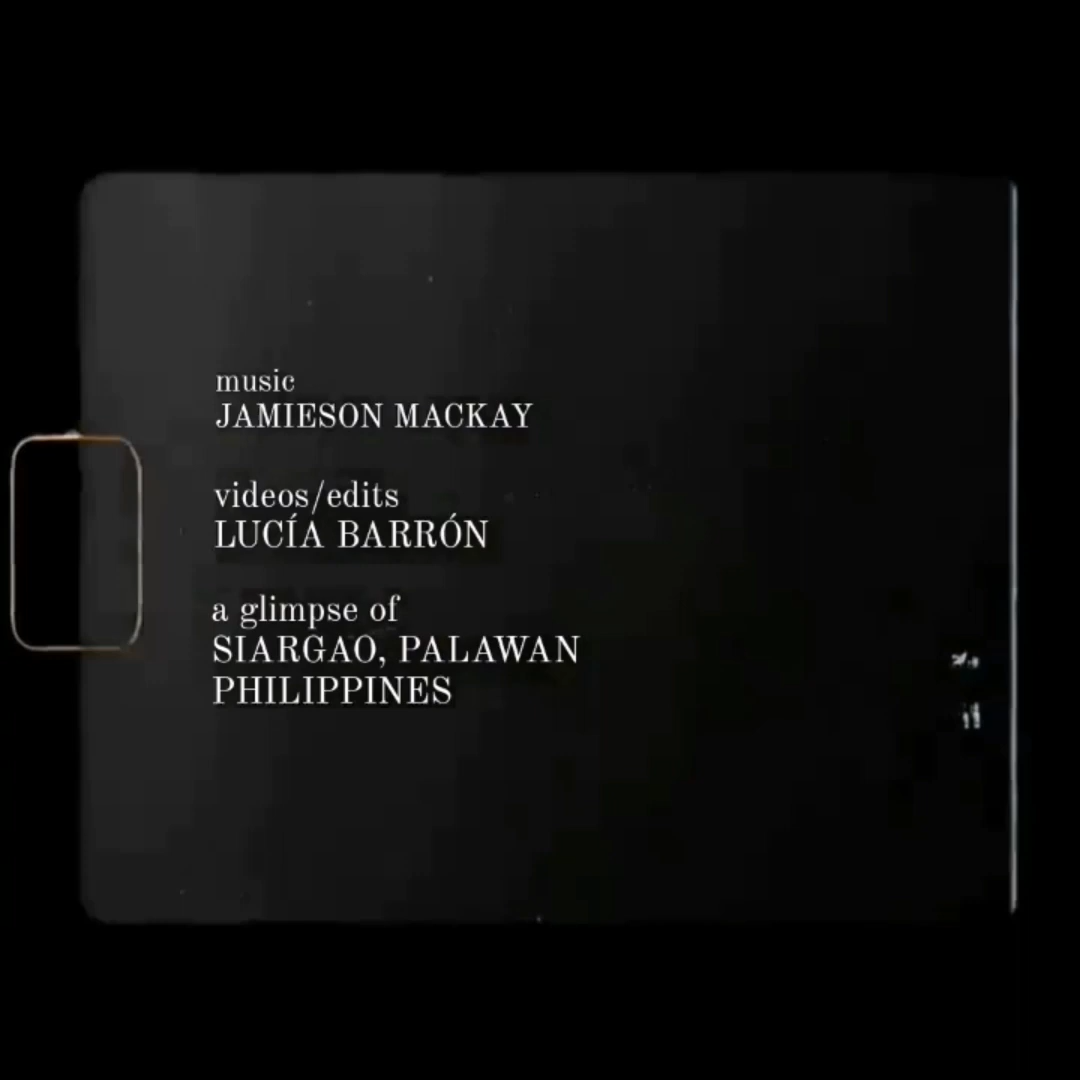 music
JAMIESON MACKAY
videos/edits
LUCÍA BARRÓN
a glimpse of
SIARGAO, PALAWAN
PHILIPPINES